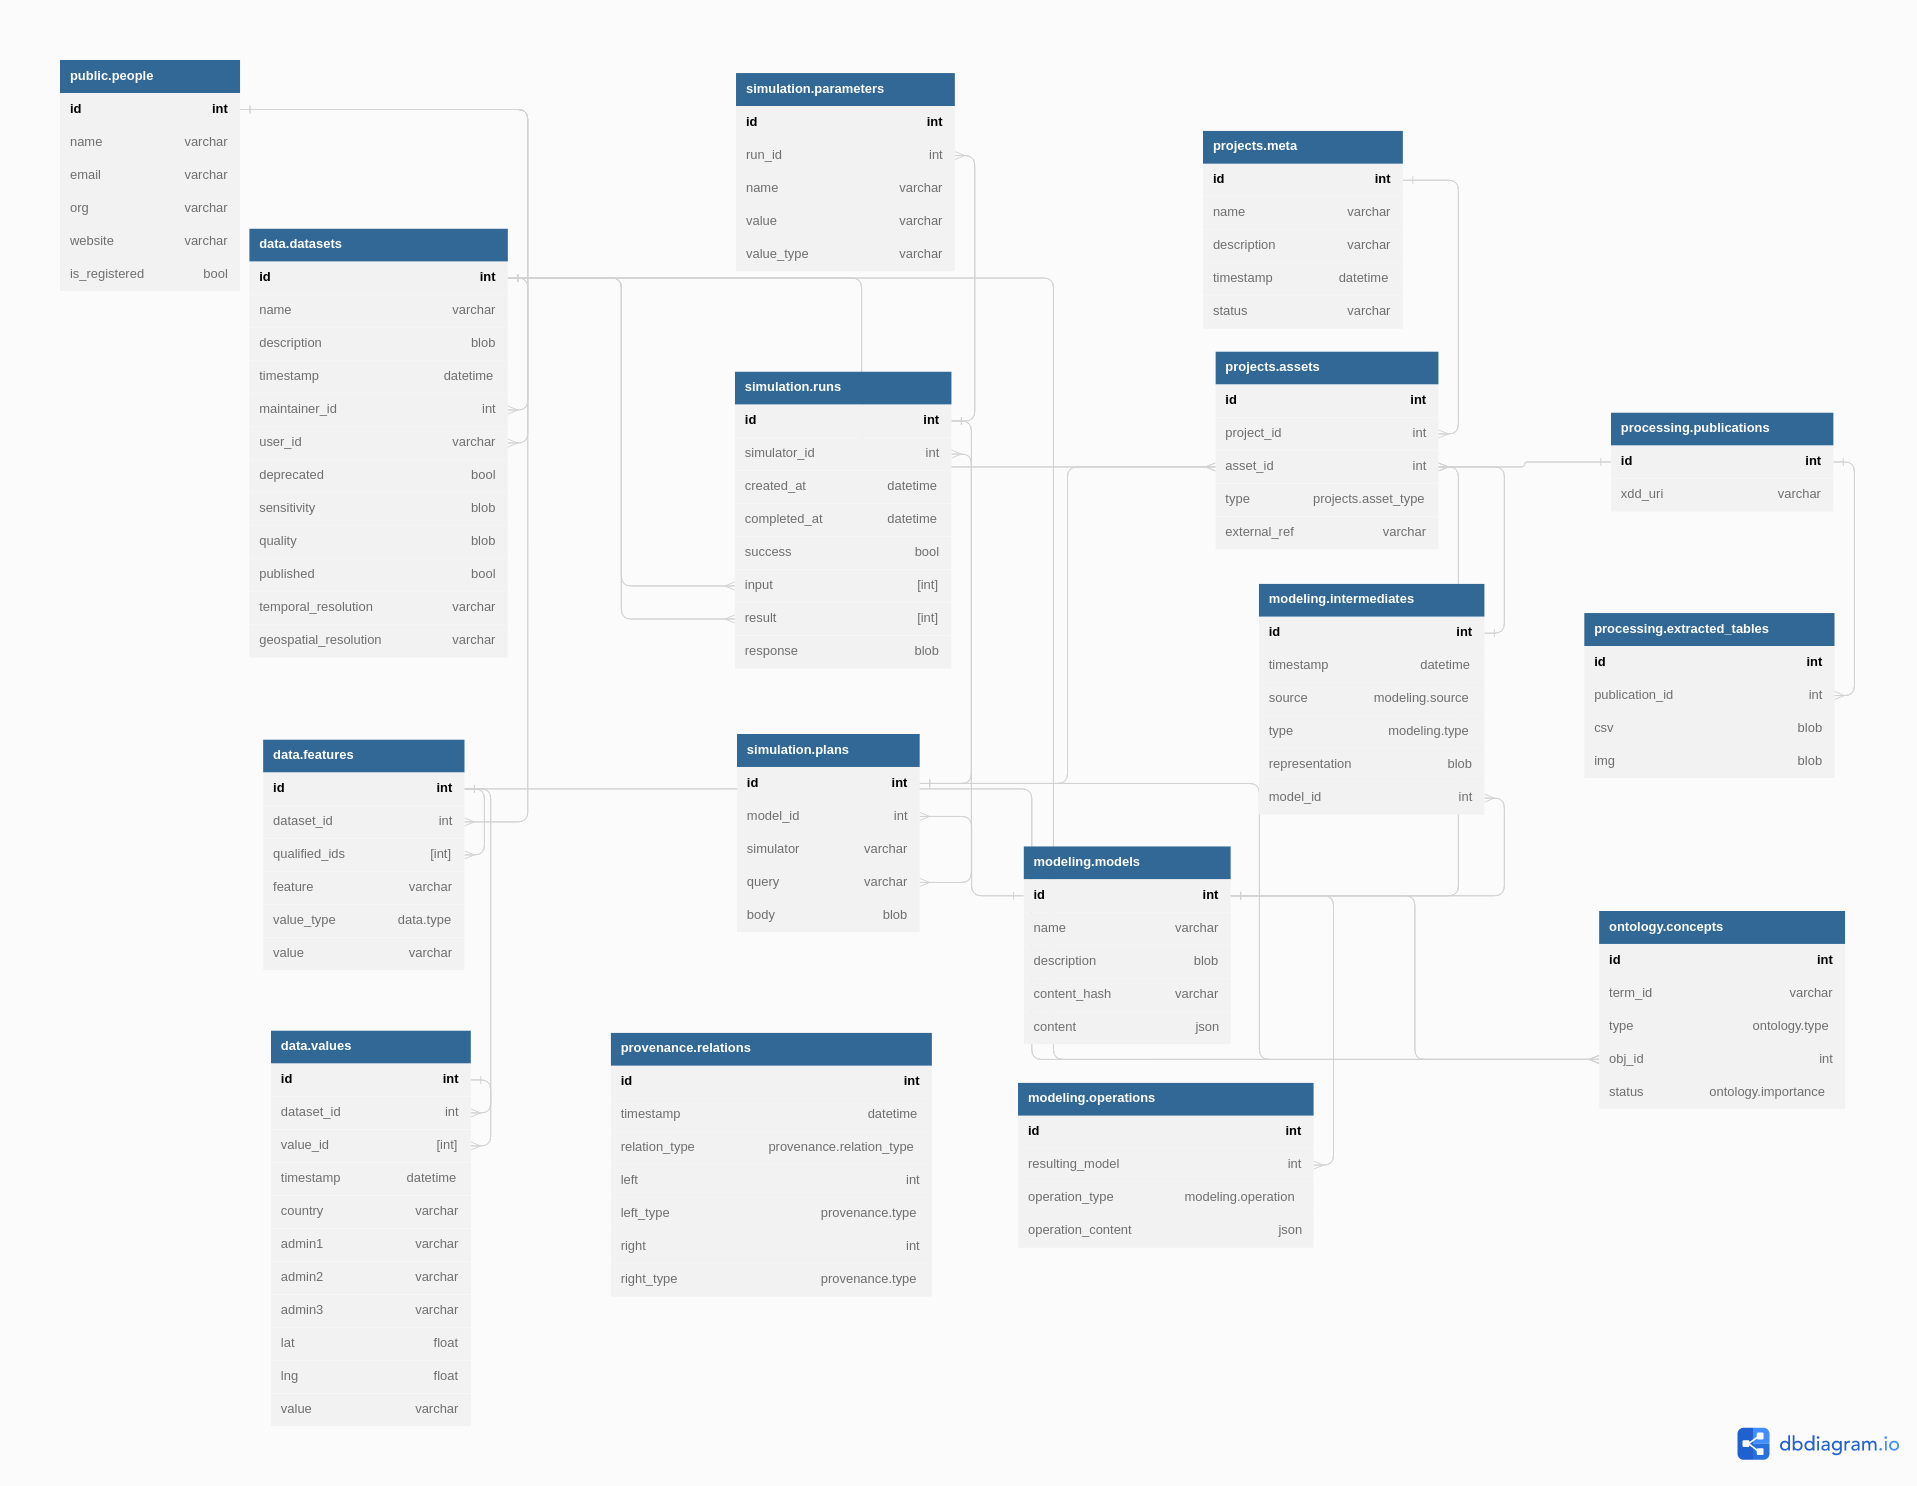 public.people
id int
name varchar
email varchar
org varchar
website varchar
is_registered bool
data.datasets
id int
name varchar
description blob
timestamp datetime
maintainer_id int
user_id varchar
deprecated bool
sensitivity blob
quality blob
published bool
temporal_resolution varchar
geospatial_resolution varchar
data.features
id int
dataset_id int
qualified_ids [int]
feature varchar
value_type data.type
value varchar
data.values
id int
dataset_id int
value_id [int]
timestamp datetime
country varchar
admin1 varchar
admin2 varchar
admin3 varchar
lat float
lng float
value varchar
simulation.parameters
id int
run_id int
name varchar
value varchar
value_type varchar
simulation.runs
id int
simulator_id int
created_at datetime
completed_at datetime
success bool
input [int]
result [int]
response blob
simulation.plans
id int
model_id int
simulator varchar
query varchar
body blob
provenance.relations
id int
timestamp datetime
relation_type provenance.relation_type
left int
left_type provenance.type
right int
right_type provenance.type
projects.meta
id int
name varchar
description varchar
timestamp datetime
status varchar
projects.assets
id int
project_id int
asset_id int
type projects.asset_type
external_ref varchar
modeling.intermediates
id int
timestamp datetime
source modeling.source
type modeling.type
representation blob
model_id int
modeling.models
id int
name varchar
description blob
content_hash varchar
content json
modeling.operations
id int
resulting_model int
operation_type modeling.operation
operation_content json
processing.publications
id int
xdd_uri varchar
processing.extracted_tables
id int
publication_id int
csv blob
img blob
ontology.concepts
id int
term_id varchar
type ontology.type
obj_id int
status ontology.importance
dbdiagram.io